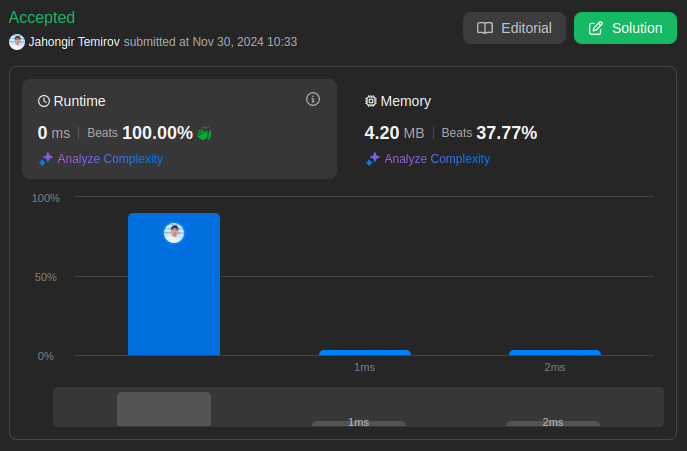 Accepted
Jahongir Temirov submitted at Nov 30, 2024 10:33
Editorial
Solution
Runtime
0 ms | Beats 100.00%
Analyze Complexity
Memory
4.20 MB | Beats 37.77%
Analyze Complexity
100%
50%
0%
1ms
2ms
1ms
2ms